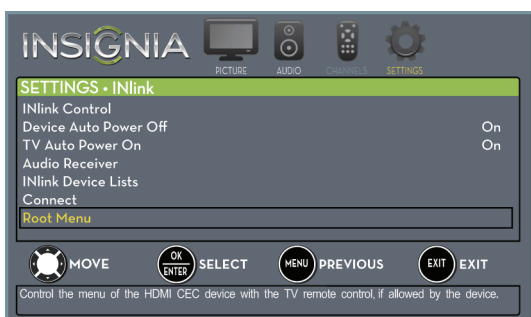 INSIGNIA
PICTURE AUDIO CHANNELS SETTINGS
SETTINGS • INlink
INlink Control
Device Auto Power Off On
TV Auto Power On On
Audio Receiver
INlink Device Lists
Connect
Root Menu
MOVE OK ENTER SELECT MENU PREVIOUS EXIT EXIT
Control the menu of the HDMI CEC device with the TV remote control, if allowed by the device.